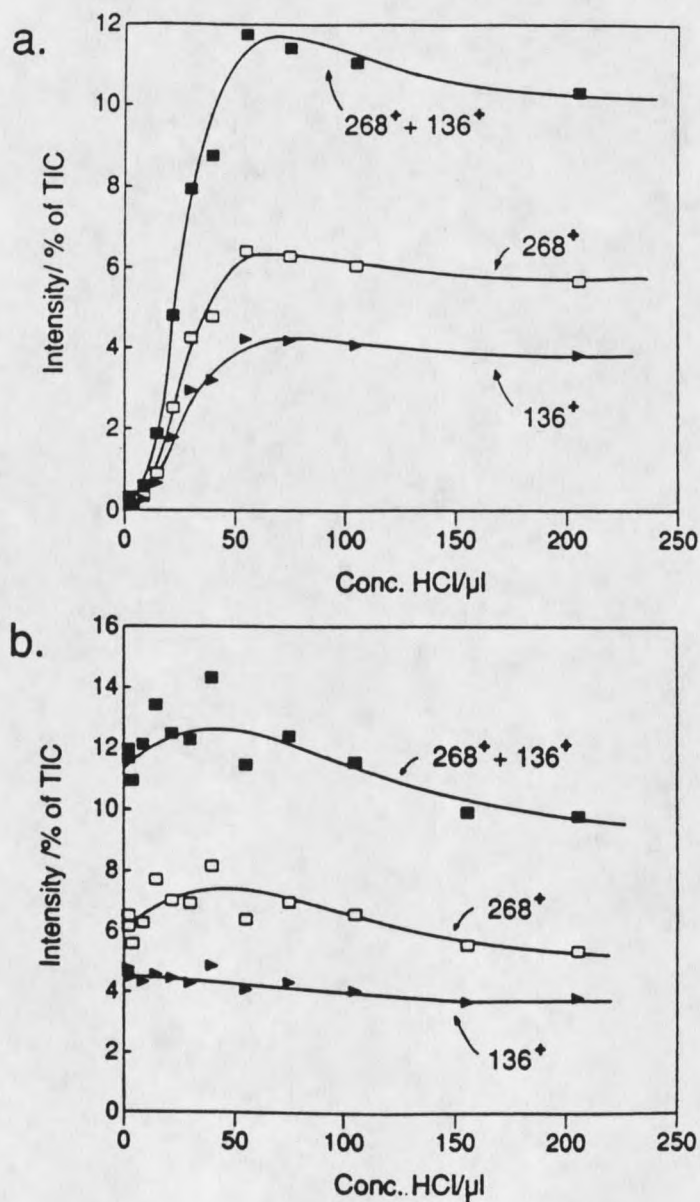 a.
12
10
8
6
4
2
0
Intensity/ % of TIC
268⁺ + 136⁺
268⁺
136⁺
0 50 100 150 200 250
Conc. HCl/µl
b.
16
14
12
10
8
6
4
2
0
Intensity /% of TIC
268⁺ + 136⁺
268⁺
136⁺
0 50 100 150 200 250
Conc.. HCl/µl